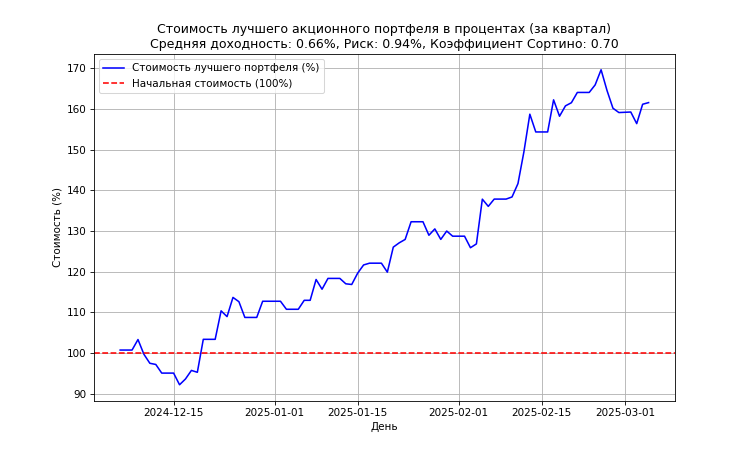 Стоимость лучшего акционного портфеля в процентах (за квартал)
Средняя доходность: 0.66%, Риск: 0.94%, Коэффициент Сортино: 0.70
Стоимость лучшего портфеля (%)
Начальная стоимость (100%)
Стоимость (%)
170
160
150
140
130
120
110
100
90
2024-12-15
2025-01-01
2025-01-15
2025-02-01
2025-02-15
2025-03-01
День